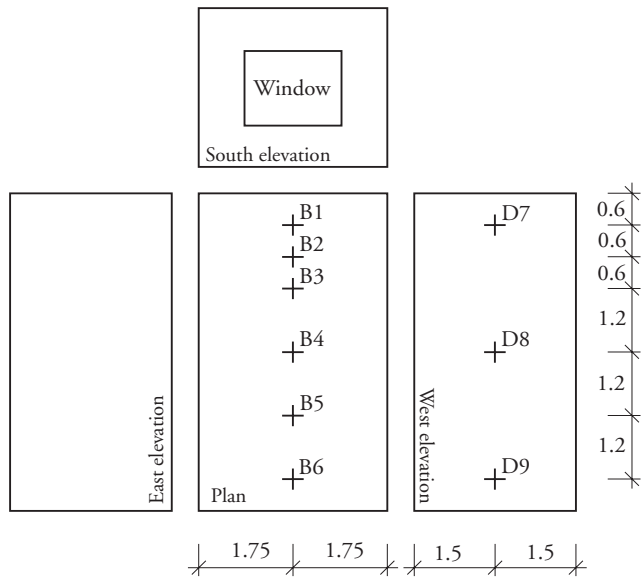 Window
South elevation
B1
D7
0.6
B2
0.6
B3
0.6
1.2
B4
D8
1.2
B5
1.2
B6
D9
East elevation
Plan
West elevation
1.75
1.75
1.5
1.5